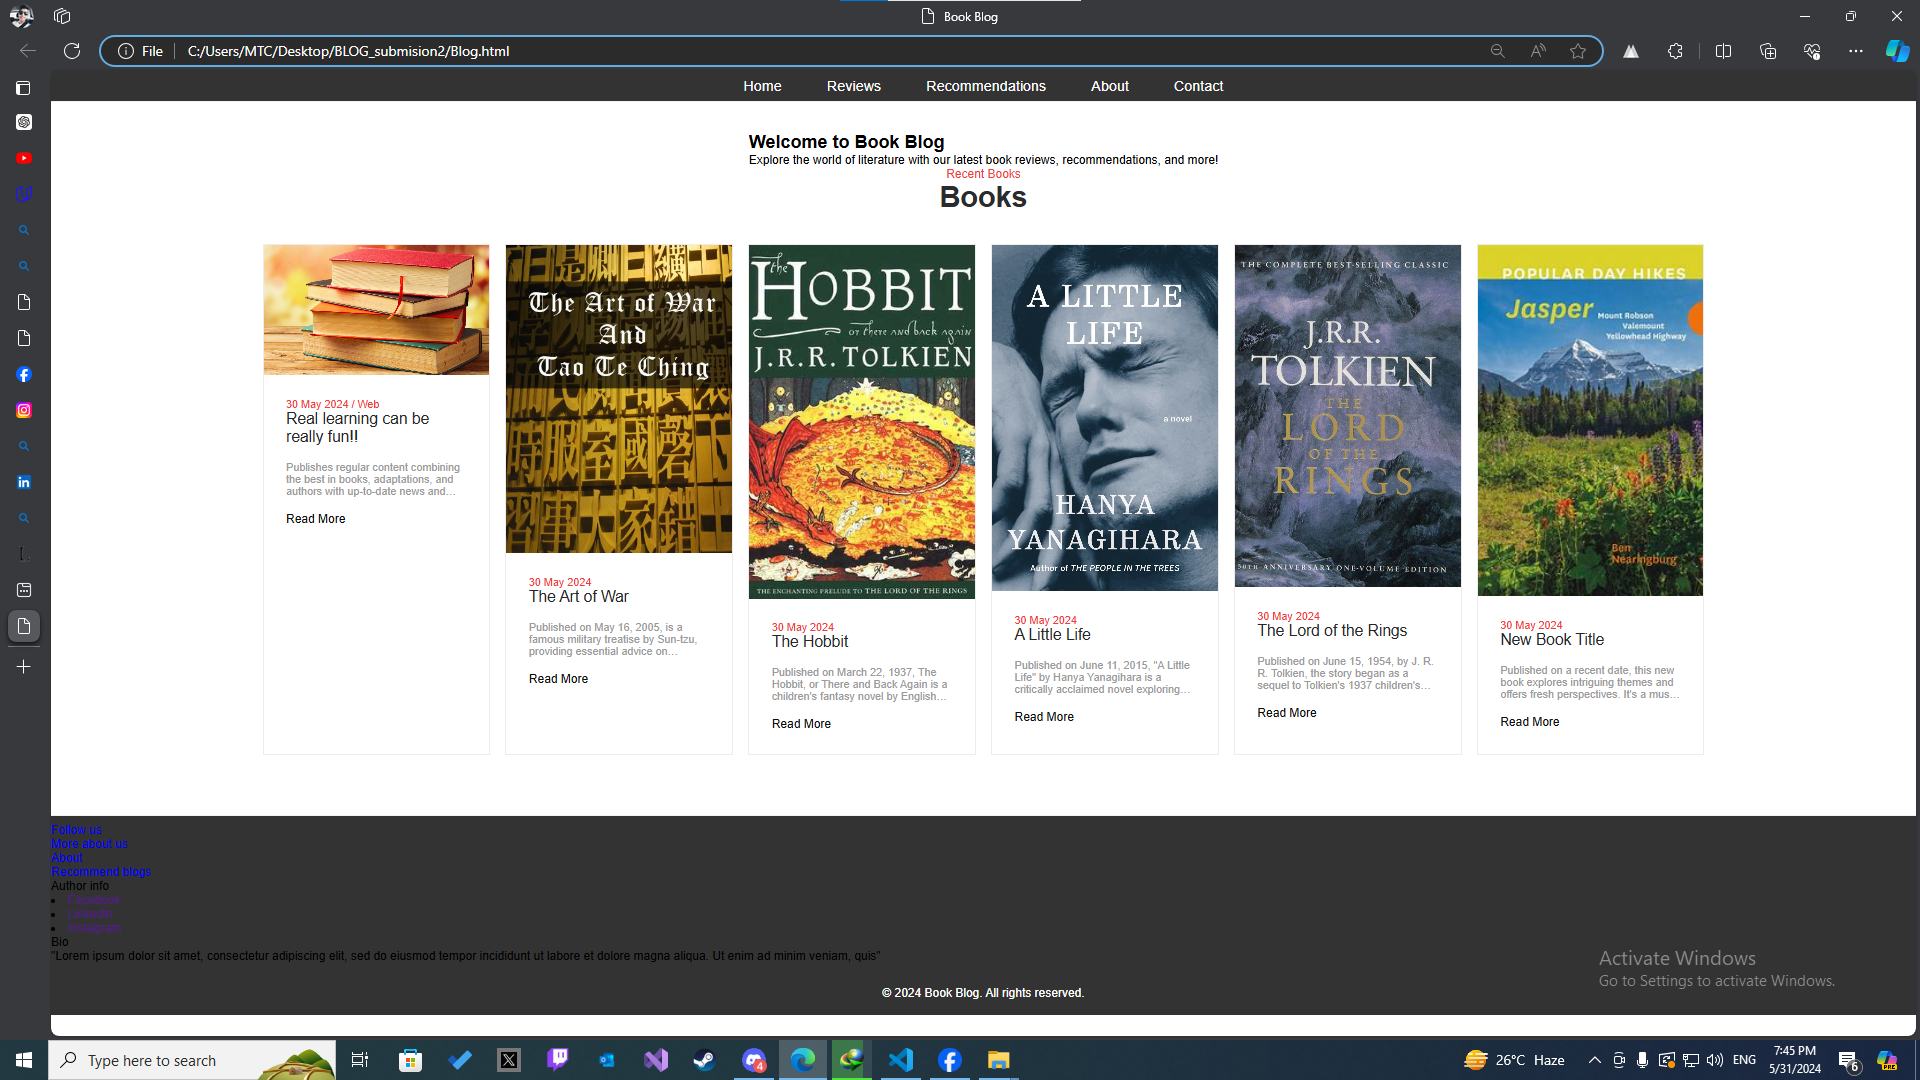 Book Blog
File
C:/Users/MTC/Desktop/BLOG_submision2/Blog.html
Home Reviews Recommendations About Contact
Welcome to Book Blog
Explore the world of literature with our latest book reviews, recommendations, and more!
Recent Books
Books
30 May 2024 / Web
Real learning can be
really fun!!
Publishes regular content combining
the best in books, adaptations, and
authors with up-to-date news and...
Read More
The Art of War
And
Tao Te Ching
30 May 2024
The Art of War
Published on May 16, 2005, is a
famous military treatise by Sun-tzu,
providing essential advice on...
Read More
the
HOBBIT
or there and back again
J.R.R. TOLKIEN
THE ENCHANTING PRELUDE TO THE LORD OF THE RINGS
30 May 2024
The Hobbit
Published on March 22, 1937, The
Hobbit, or There and Back Again is a
children's fantasy novel by English...
Read More
A LITTLE
LIFE
a novel
HANYA
YANAGIHARA
Author of THE PEOPLE IN THE TREES
30 May 2024
A Little Life
Published on June 11, 2015, "A Little
Life" by Hanya Yanagihara is a
critically acclaimed novel exploring...
Read More
THE COMPLETE BEST-SELLING CLASSIC
J.R.R.
TOLKIEN
THE
LORD
OF THE
RINGS
50TH ANNIVERSARY ONE-VOLUME EDITION
30 May 2024
The Lord of the Rings
Published on June 15, 1954, by J. R.
R. Tolkien, the story began as a
sequel to Tolkien's 1937 children's...
Read More
POPULAR DAY HIKES
Jasper
Mount Robson
Valemount
Yellowhead Highway
Ben
Nearingburg
30 May 2024
New Book Title
Published on a recent date, this new
book explores intriguing themes and
offers fresh perspectives. It's a mus...
Read More
Follow us
More about us
About
Recommend blogs
Author info
Bio
"Lorem ipsum dolor sit amet, consectetur adipiscing elit, sed do eiusmod tempor incididunt ut labore et dolore magna aliqua. Ut enim ad minim veniam, quis"
© 2024 Book Blog. All rights reserved.
Activate Windows
Go to Settings to activate Windows.
Type here to search
4
26°C Haze
ENG
7:45 PM
5/31/2024
6